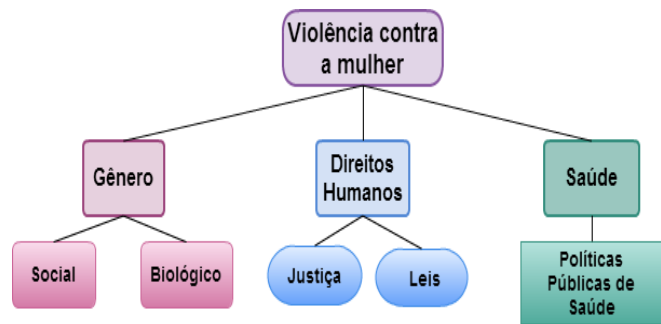 Violência contra
a mulher
Gênero
Direitos
Humanos
Saúde
Social
Biológico
Justiça
Leis
Políticas
Públicas de
Saúde